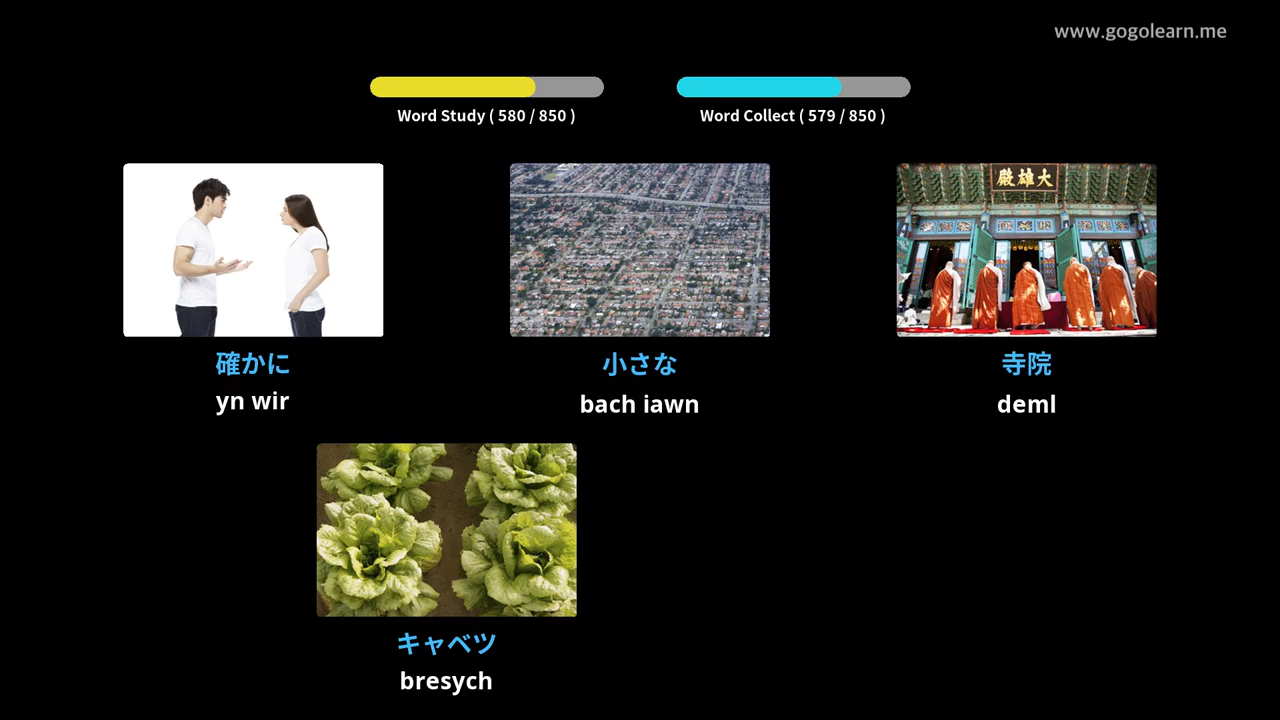 www.gogolearn.me
Word Study ( 580 / 850 )
Word Collect ( 579 / 850 )
大雄殿
確かに
yn wir
小さな
bach iawn
寺院
deml
キャベツ
bresych